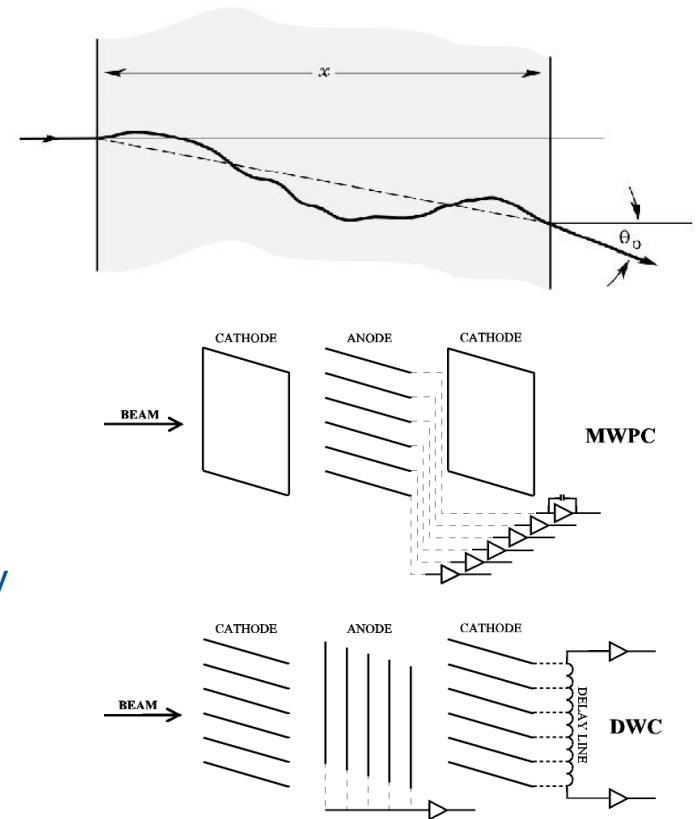 x
θ₀
CATHODE ANODE CATHODE
BEAM
MWPC
y
CATHODE ANODE CATHODE
BEAM
DELAY LINE
DWC